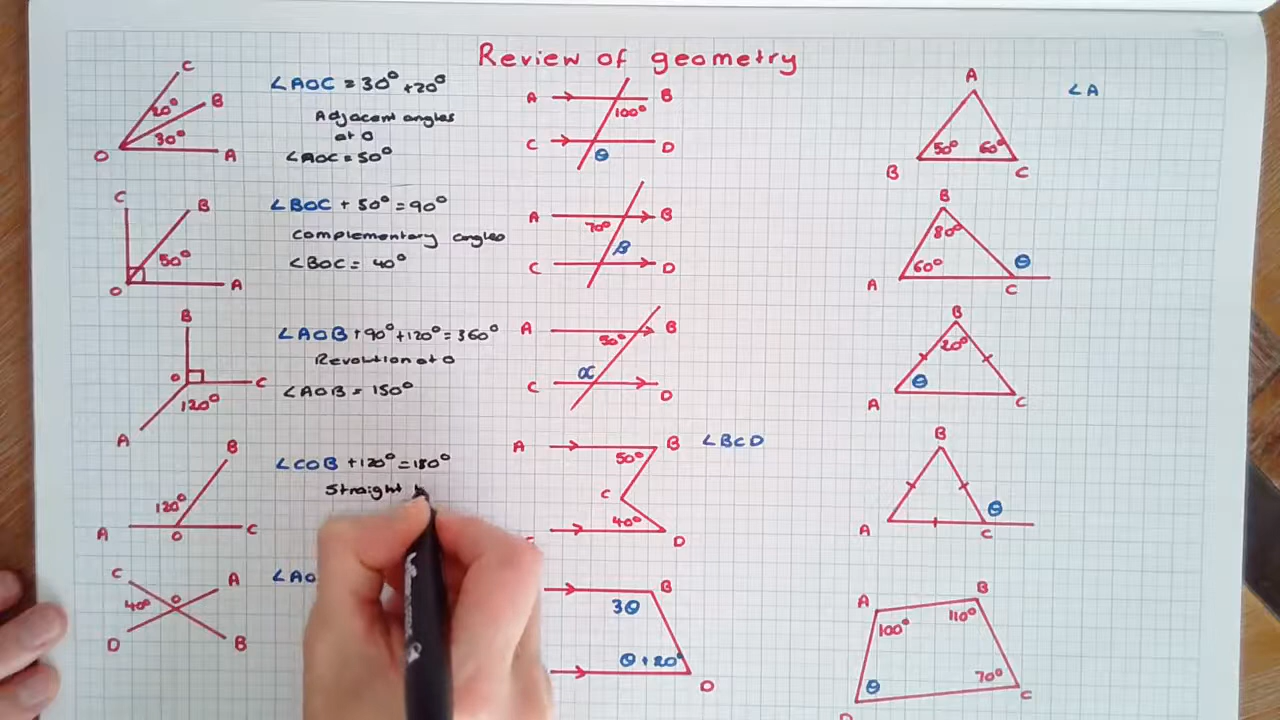 Review of geometry
C
20°
B
30°
O
A
∠AOC = 30° + 20°
Adjacent angles
at O
∠AOC = 50°
C
B
50°
O
A
∠BOC + 50° = 90°
Complementary angles
∠BOC = 40°
B
O
C
120°
A
∠AOB + 90° + 120° = 360°
Revolution at O
∠AOB = 150°
B
120°
A
O
C
∠COB + 120° = 180°
Straight
C
A
40°
O
D
B
∠AO
A
B
100°
C
D
θ
A
B
70°
β
C
D
A
B
50°
α
C
D
A
B
∠BCD
50°
C
40°
D
B
3θ
θ + 20°
D
A
∠A
50°
60°
B
C
B
80°
60°
θ
A
C
B
20°
θ
A
C
B
θ
A
C
A
B
100°
110°
θ
70°
C
D